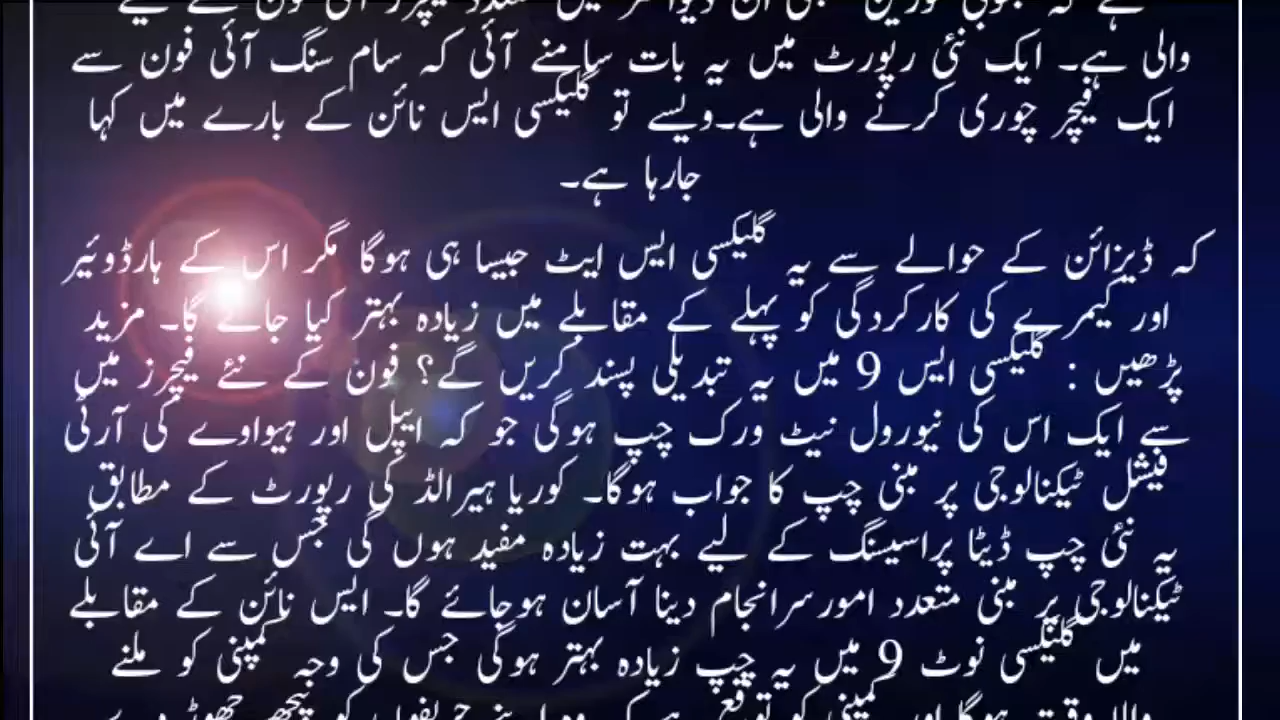 والی ہے۔ ایک نئی رپورٹ میں یہ بات سامنے آئی کہ سام سنگ آئی فون سے
ایک فیچر چوری کرنے والی ہے۔ویسے تو گلیکسی ایس نائن کے بارے میں کہا
جارہا ہے۔
کہ ڈیزائن کے حوالے سے یہ گلیکسی ایس ایٹ جیسا ہی ہوگا مگر اس کے ہارڈوئیر
اور کیمرے کی کارکردگی کو پہلے کے مقابلے میں زیادہ بہتر کیا جائے گا۔ مزید
پڑھیں : گلیکسی ایس 9 میں یہ تبدیلی پسند کریں گے؟ فون کے نئے فیچرز میں
سے ایک اس کی نیورول نیٹ ورک چپ ہوگی جو کہ ایپل اور ہیواوے کی آرٹی
فیشل ٹیکنالوجی پر مبنی چپ کا جواب ہوگا۔ کوریا ہیرالڈ کی رپورٹ کے مطابق
یہ نئی چپ ڈیٹا پراسیسنگ کے لیے بہت زیادہ مفید ہوں گی جس سے اے آئی
ٹیکنالوجی پر مبنی متعدد امور سرانجام دینا آسان ہوجائے گا۔ ایس نائن کے مقابلے
میں گلیکسی نوٹ 9 میں یہ چپ زیادہ بہتر ہوگی جس کی وجہ کمپنی کو ملنے